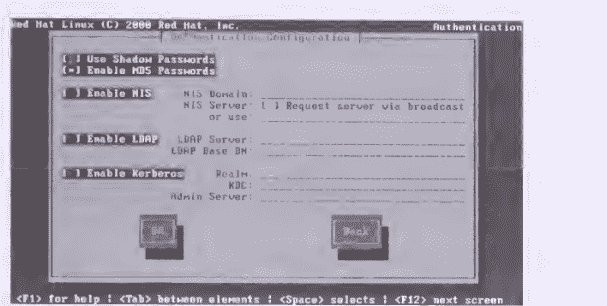 Red Hat Linux (C) 2000 Red Hat, Inc. Authentication
Authentication Configuration
[ ] Use Shadow Passwords
[*] Enable MD5 Passwords
[ ] Enable NIS NIS Domain:
NIS Server: [ ] Request server via broadcast
or use:
[ ] Enable LDAP LDAP Server:
LDAP Base DN:
[ ] Enable Kerberos Realm:
KDC:
Admin Server:
OK Back
<F1> for help | <Tab> between elements | <Space> selects | <F12> next screen